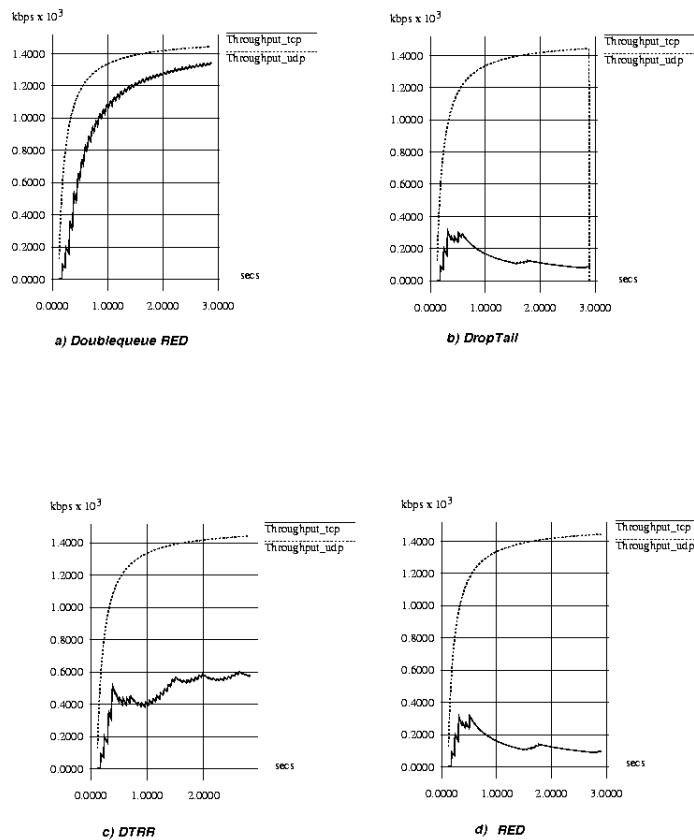 kbps x 10³
Throughput_tcp
Throughput_udp
1.4000
1.2000
1.0000
0.8000
0.6000
0.4000
0.2000
0.0000
secs
0.0000 1.0000 2.0000 3.0000
a) Doublequeue RED
kbps x 10³
Throughput_tcp
Throughput_udp
1.4000
1.2000
1.0000
0.8000
0.6000
0.4000
0.2000
0.0000
secs
0.0000 1.0000 2.0000 3.0000
b) DropTail
kbps x 10³
Throughput_tcp
Throughput_udp
1.4000
1.2000
1.0000
0.8000
0.6000
0.4000
0.2000
0.0000
secs
0.0000 1.0000 2.0000
c) DTRR
kbps x 10³
Throughput_tcp
Throughput_udp
1.4000
1.2000
1.0000
0.8000
0.6000
0.4000
0.2000
0.0000
secs
0.0000 1.0000 2.0000 3.0000
d) RED